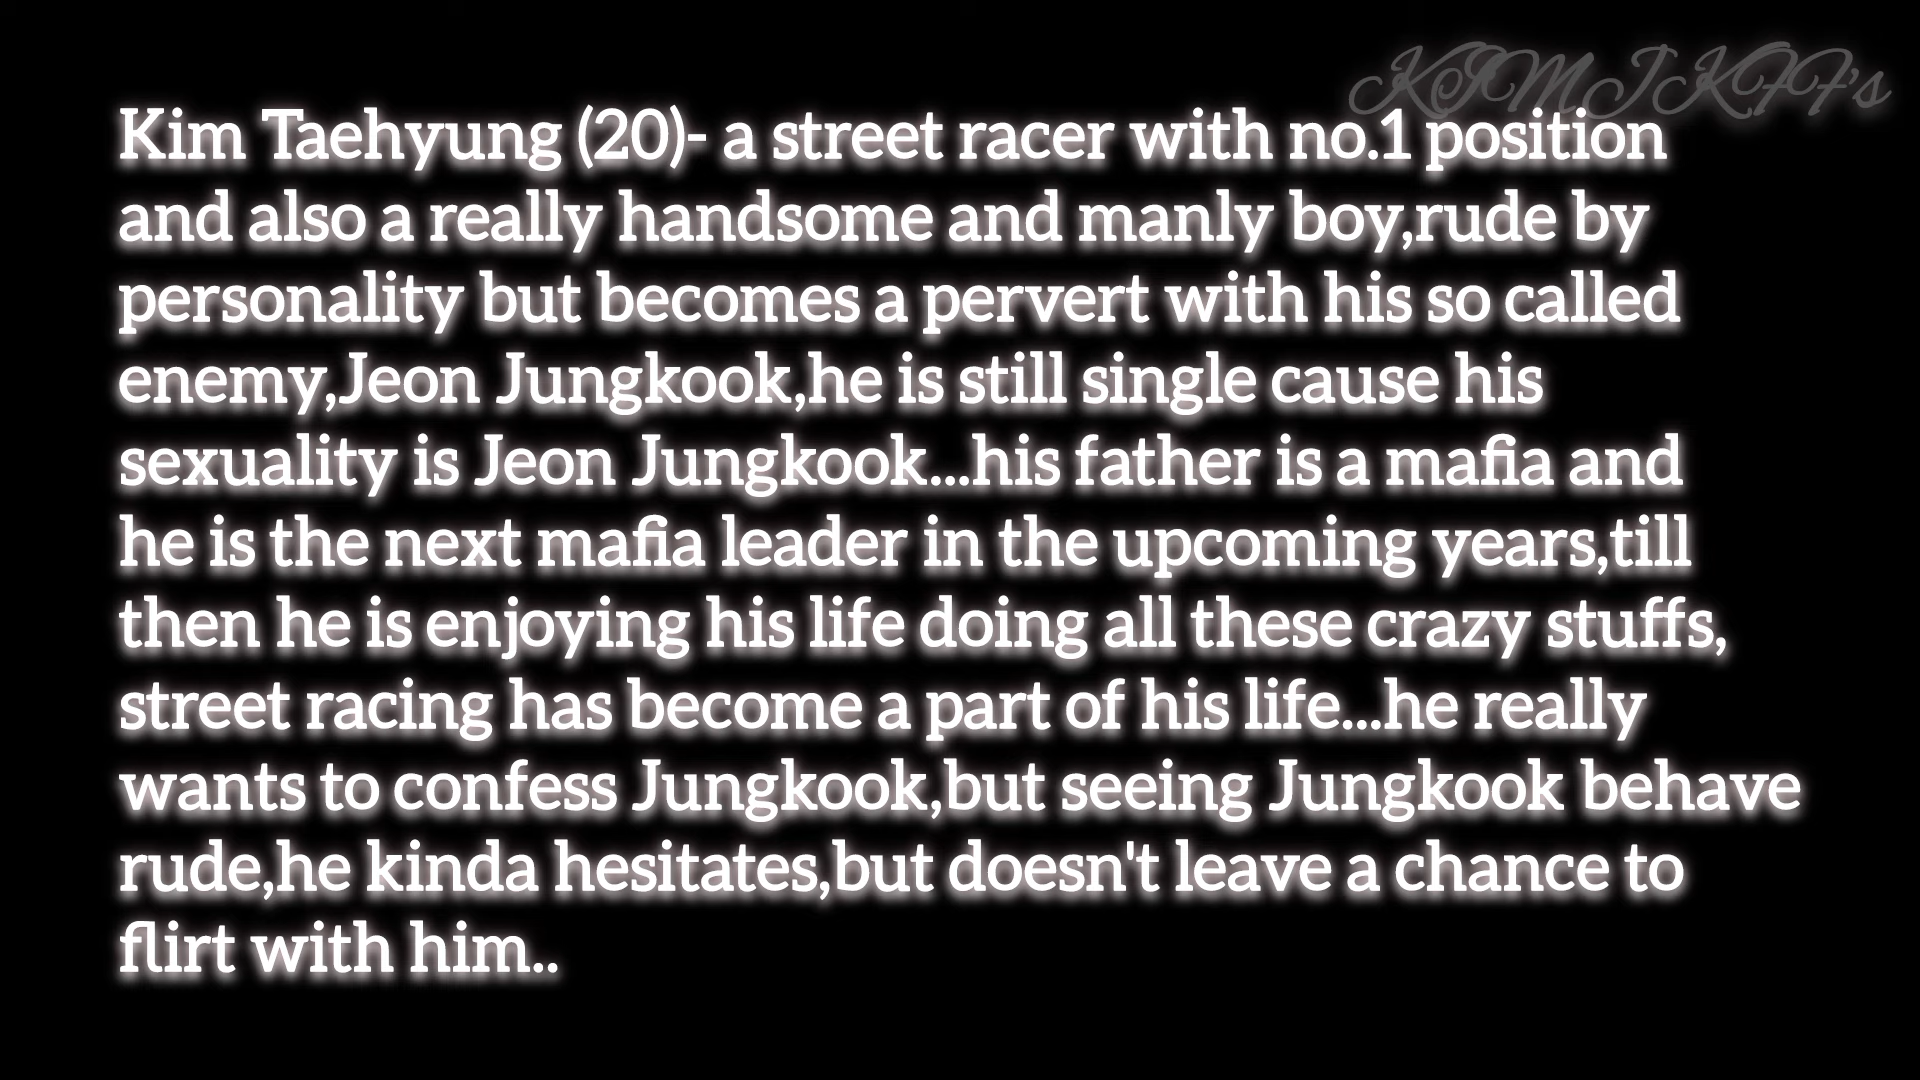 KIMJKFF's
Kim Taehyung (20)- a street racer with no.1 position
and also a really handsome and manly boy,rude by
personality but becomes a pervert with his so called
enemy,Jeon Jungkook,he is still single cause his
sexuality is Jeon Jungkook...his father is a mafia and
he is the next mafia leader in the upcoming years,till
then he is enjoying his life doing all these crazy stuffs,
street racing has become a part of his life...he really
wants to confess Jungkook,but seeing Jungkook behave
rude,he kinda hesitates,but doesn't leave a chance to
flirt with him..